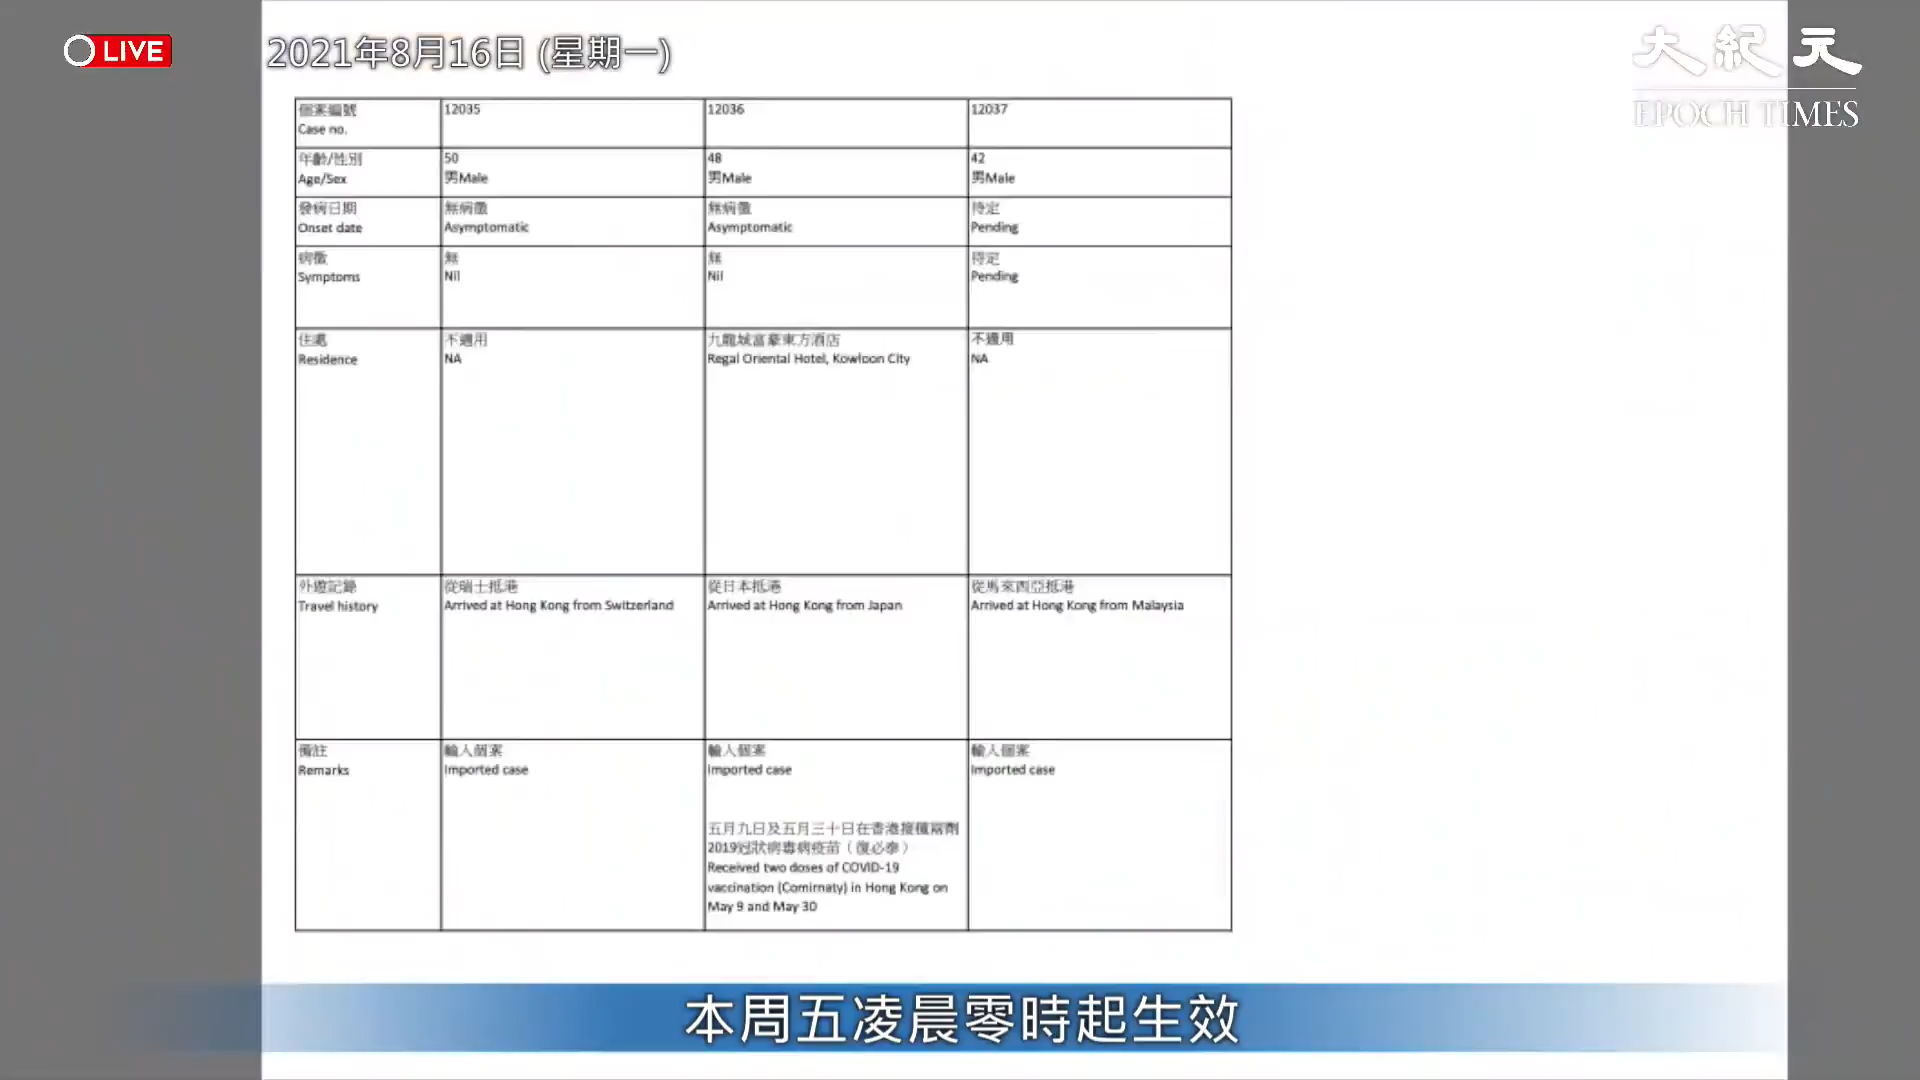 LIVE
2021年8月16日 (星期一)
大紀元
EPOCH TIMES
個案編號 12035 12036 12037
Case no.
年齡/性別 50 48 42
Age/Sex 男Male 男Male 男Male
發病日期 無病徵 無病徵 待定
Onset date Asymptomatic Asymptomatic Pending
病徵 無 無 待定
Symptoms Nil Nil Pending
住處 不適用 九龍城富豪東方酒店 不適用
Residence NA Regal Oriental Hotel, Kowloon City NA
外遊記錄 從瑞士抵港 從日本抵港 從馬來西亞抵港
Travel history Arrived at Hong Kong from Switzerland Arrived at Hong Kong from Japan Arrived at Hong Kong from Malaysia
備註 輸入個案 輸入個案 輸入個案
Remarks Imported case Imported case Imported case
五月九日及五月三十日在香港接種兩劑
2019冠狀病毒病疫苗（復必泰）
Received two doses of COVID-19
vaccination (Comirnaty) in Hong Kong on
May 9 and May 30
本周五凌晨零時起生效